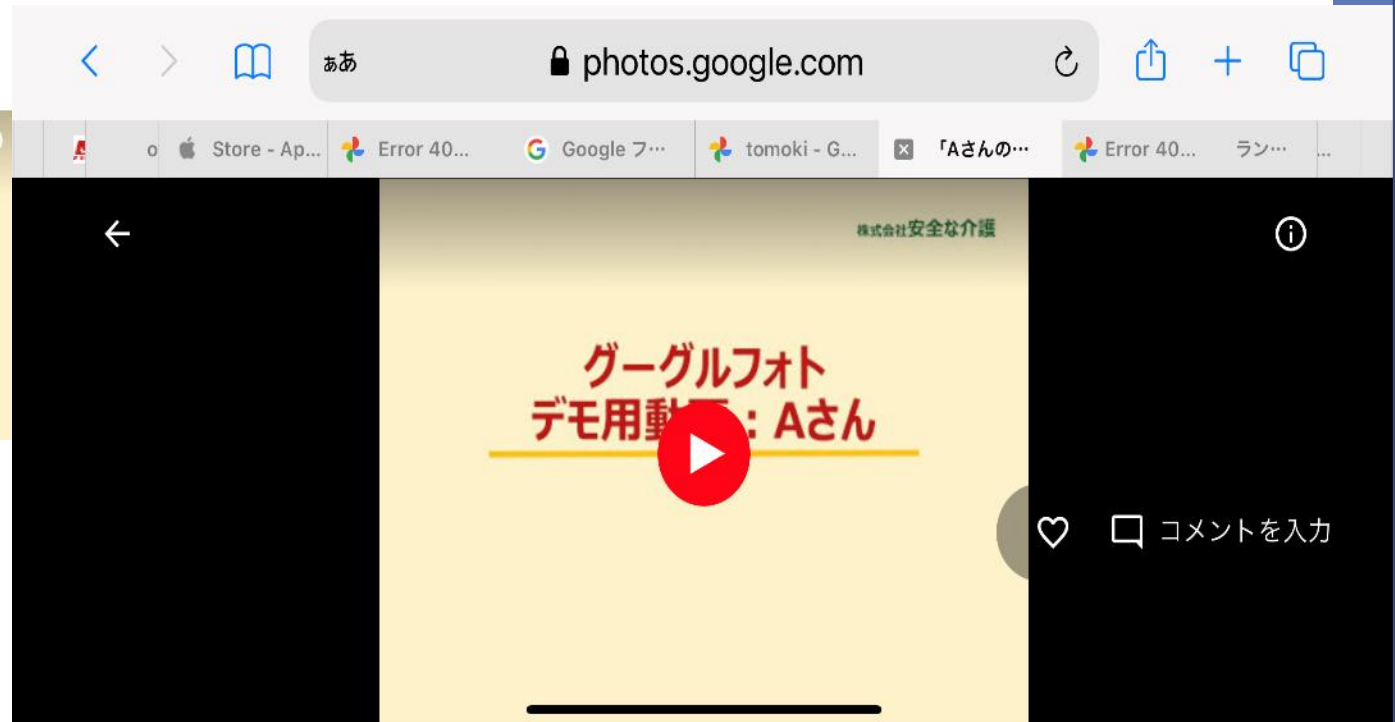 ぁあ
photos.google.com
Store - Ap...
Error 40...
Google フ…
tomoki - G...
「Aさんの…
Error 40...
ラン…
...
株式会社安全な介護
グーグルフォト
デモ用動 : Aさん
コメントを入力